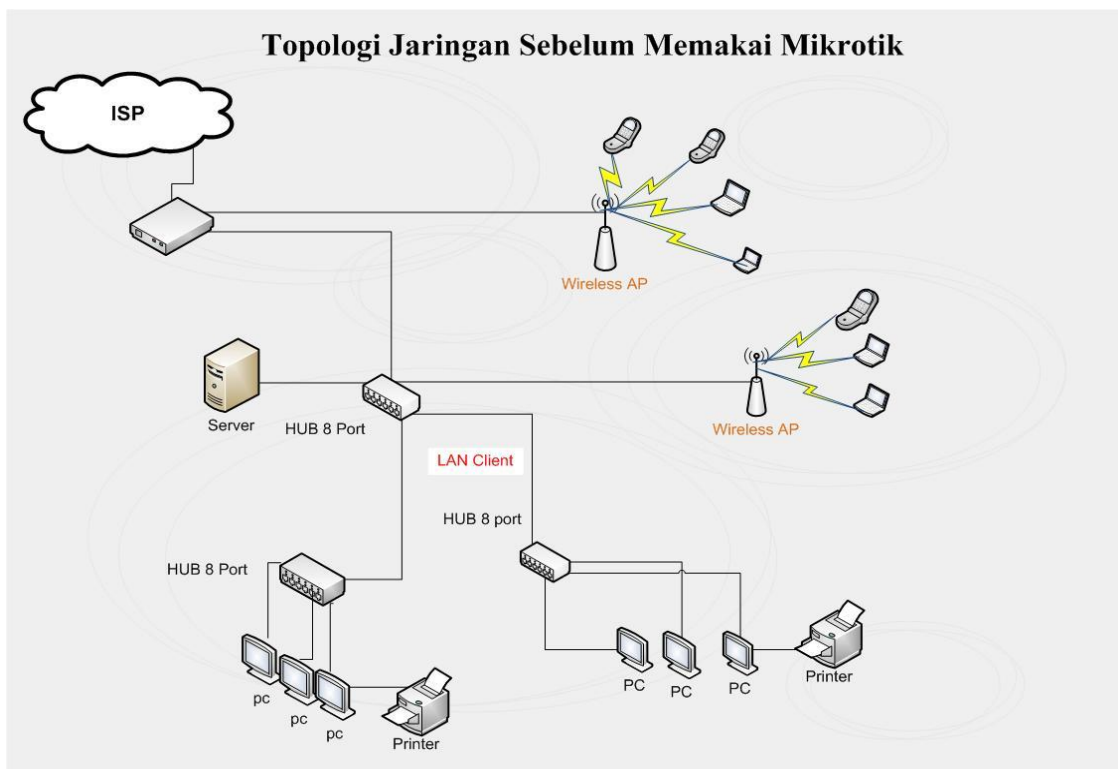 Topologi Jaringan Sebelum Memakai Mikrotik
ISP
Wireless AP
Server
HUB 8 Port
Wireless AP
LAN Client
HUB 8 port
HUB 8 Port
pc
pc
pc
Printer
PC
PC
PC
Printer